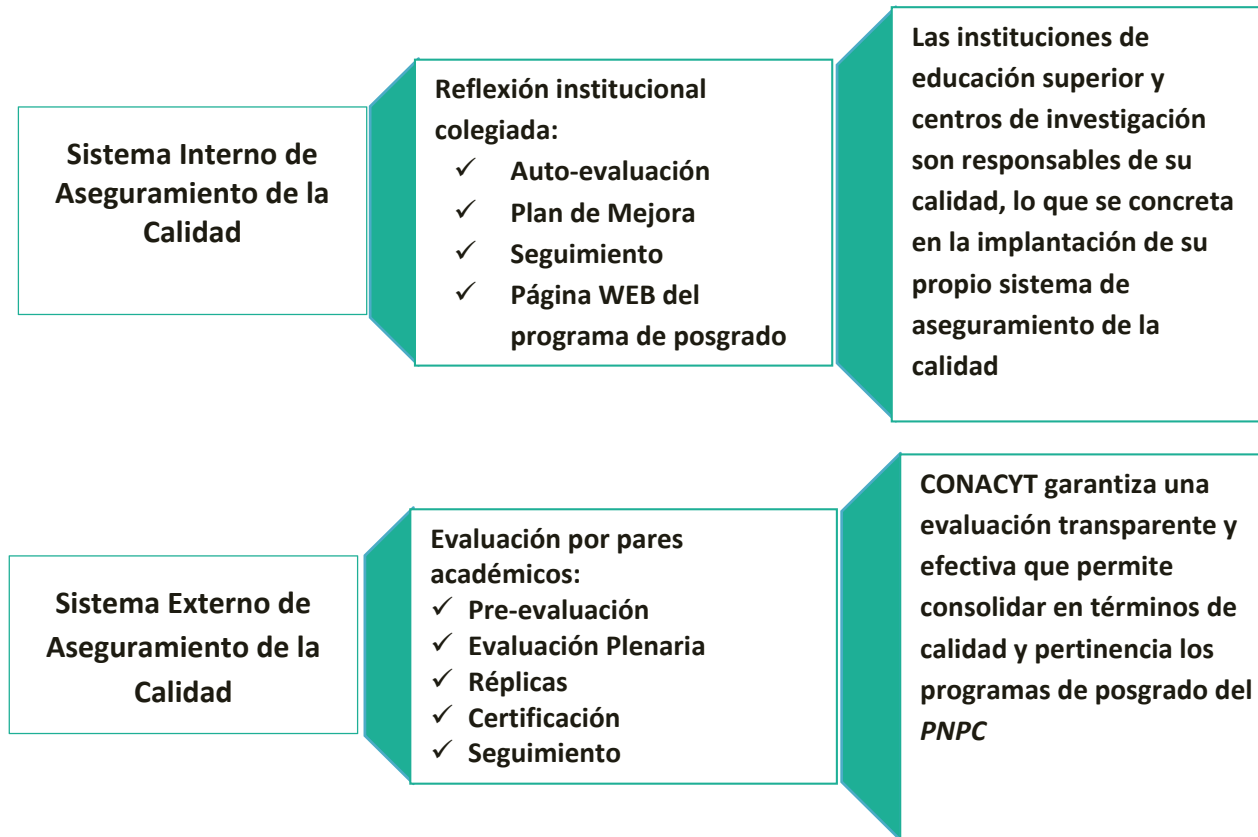 Sistema Interno de
Aseguramiento de la
Calidad
Reflexión institucional
colegiada:
✓ Auto-evaluación
✓ Plan de Mejora
✓ Seguimiento
✓ Página WEB del
programa de posgrado
Las instituciones de
educación superior y
centros de investigación
son responsables de su
calidad, lo que se concreta
en la implantación de su
propio sistema de
aseguramiento de la
calidad
Sistema Externo de
Aseguramiento de la
Calidad
Evaluación por pares
académicos:
✓ Pre-evaluación
✓ Evaluación Plenaria
✓ Réplicas
✓ Certificación
✓ Seguimiento
CONACYT garantiza una
evaluación transparente y
efectiva que permite
consolidar en términos de
calidad y pertinencia los
programas de posgrado del
PNPC